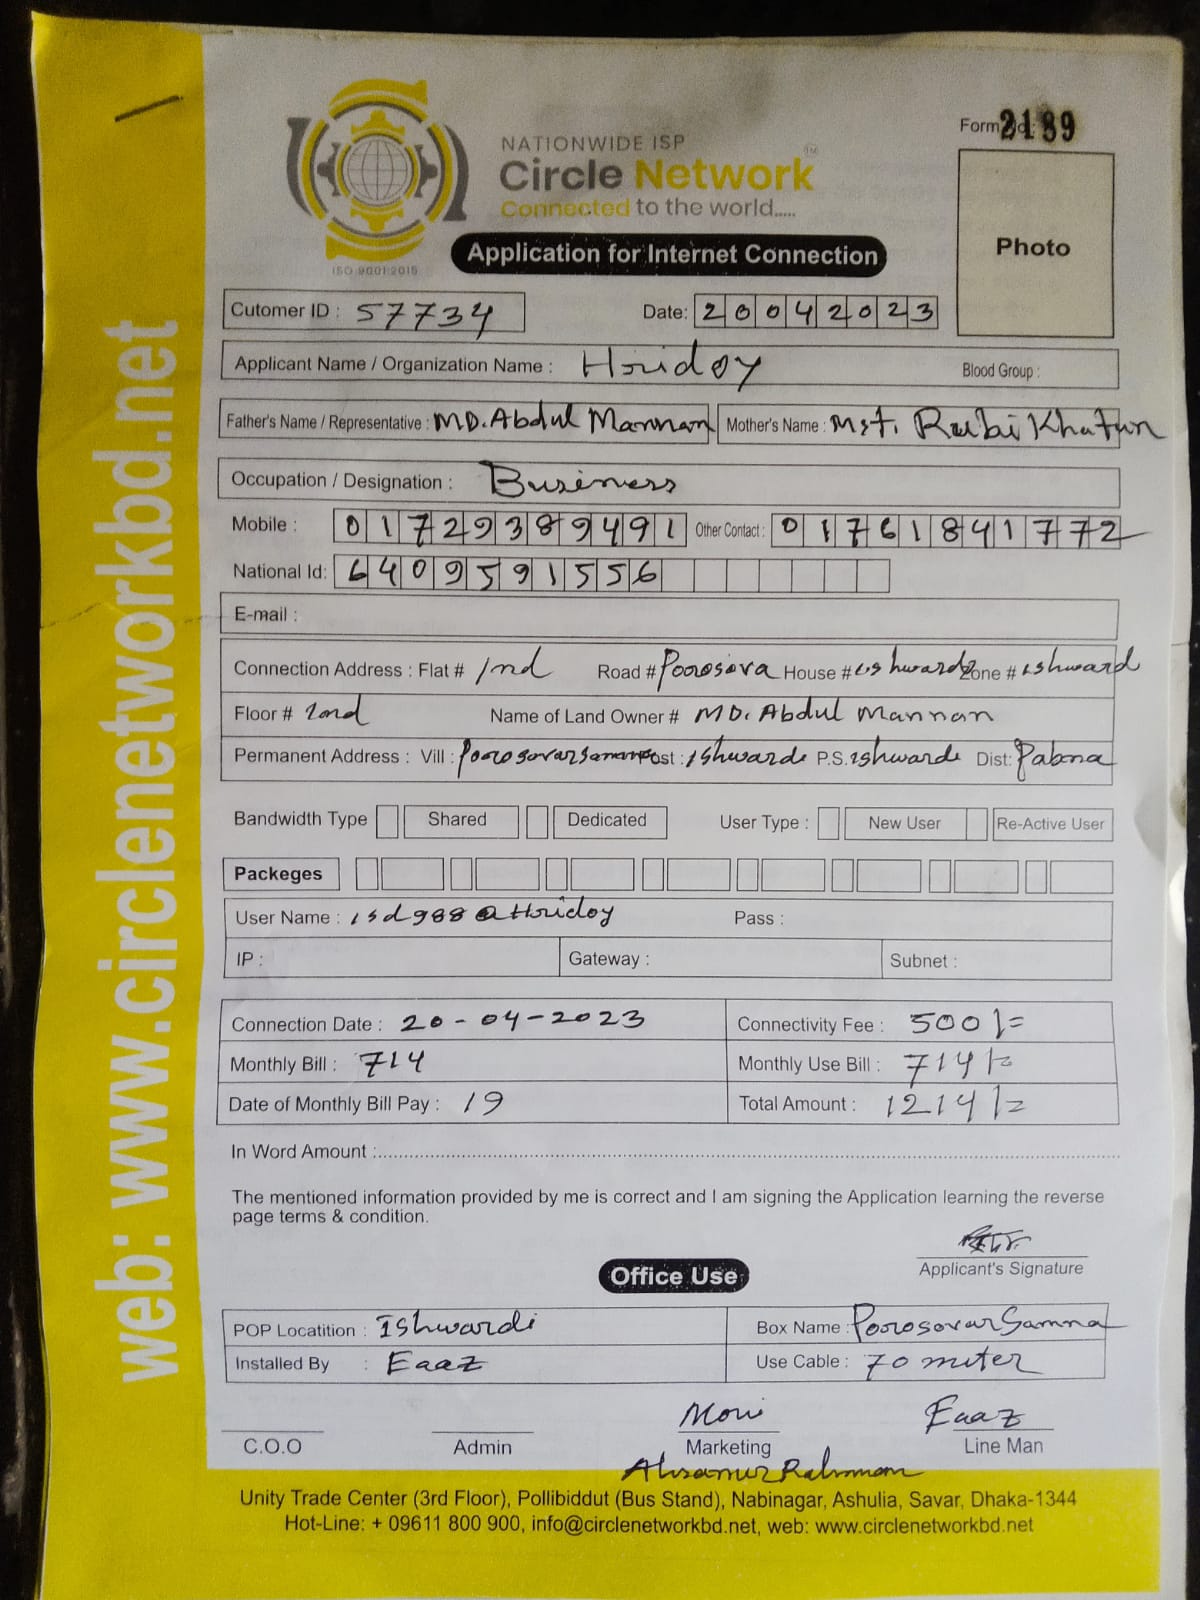 web: www.circlenetworkbd.net
Form No: 2189
NATIONWIDE ISP
Circle Network TM
Connected to the world.....
ISO 9001:2015
Application for Internet Connection
Photo
Cutomer ID : 57734 Date: 20042023
Applicant Name / Organization Name : Hridoy Blood Group :
Father's Name / Representative : MD. Abdul Mannan Mother's Name : Mst. Rubi Khatun
Occupation / Designation : Business
Mobile : 01729389491 Other Contact : 01761841772
National Id: 6409591556
E-mail :
Connection Address : Flat # Road # Porosova House # Zone #
Floor # 2nd Name of Land Owner # MD. Abdul Mannan
Permanent Address : Vill : Post : Ishwardi P.S. Ishwardi Dist: Pabna
Bandwidth Type Shared Dedicated User Type : New User Re-Active User
Packeges
User Name : isd988@Hridoy Pass :
IP : Gateway : Subnet :
Connection Date : 20-04-2023 Connectivity Fee : 500/=
Monthly Bill : 714 Monthly Use Bill : 714/=
Date of Monthly Bill Pay : 19 Total Amount : 1214/=
In Word Amount :
The mentioned information provided by me is correct and I am signing the Application learning the reverse
page terms & condition.
Applicant's Signature
Office Use
POP Locatition : Ishwardi Box Name : Porosovar Samna
Installed By : Eaaz Use Cable : 70 meter
Moni Eaaz
C.O.O Admin Marketing Line Man
Ahsanur Rahman
Unity Trade Center (3rd Floor), Pollibiddut (Bus Stand), Nabinagar, Ashulia, Savar, Dhaka-1344
Hot-Line: + 09611 800 900, info@circlenetworkbd.net, web: www.circlenetworkbd.net